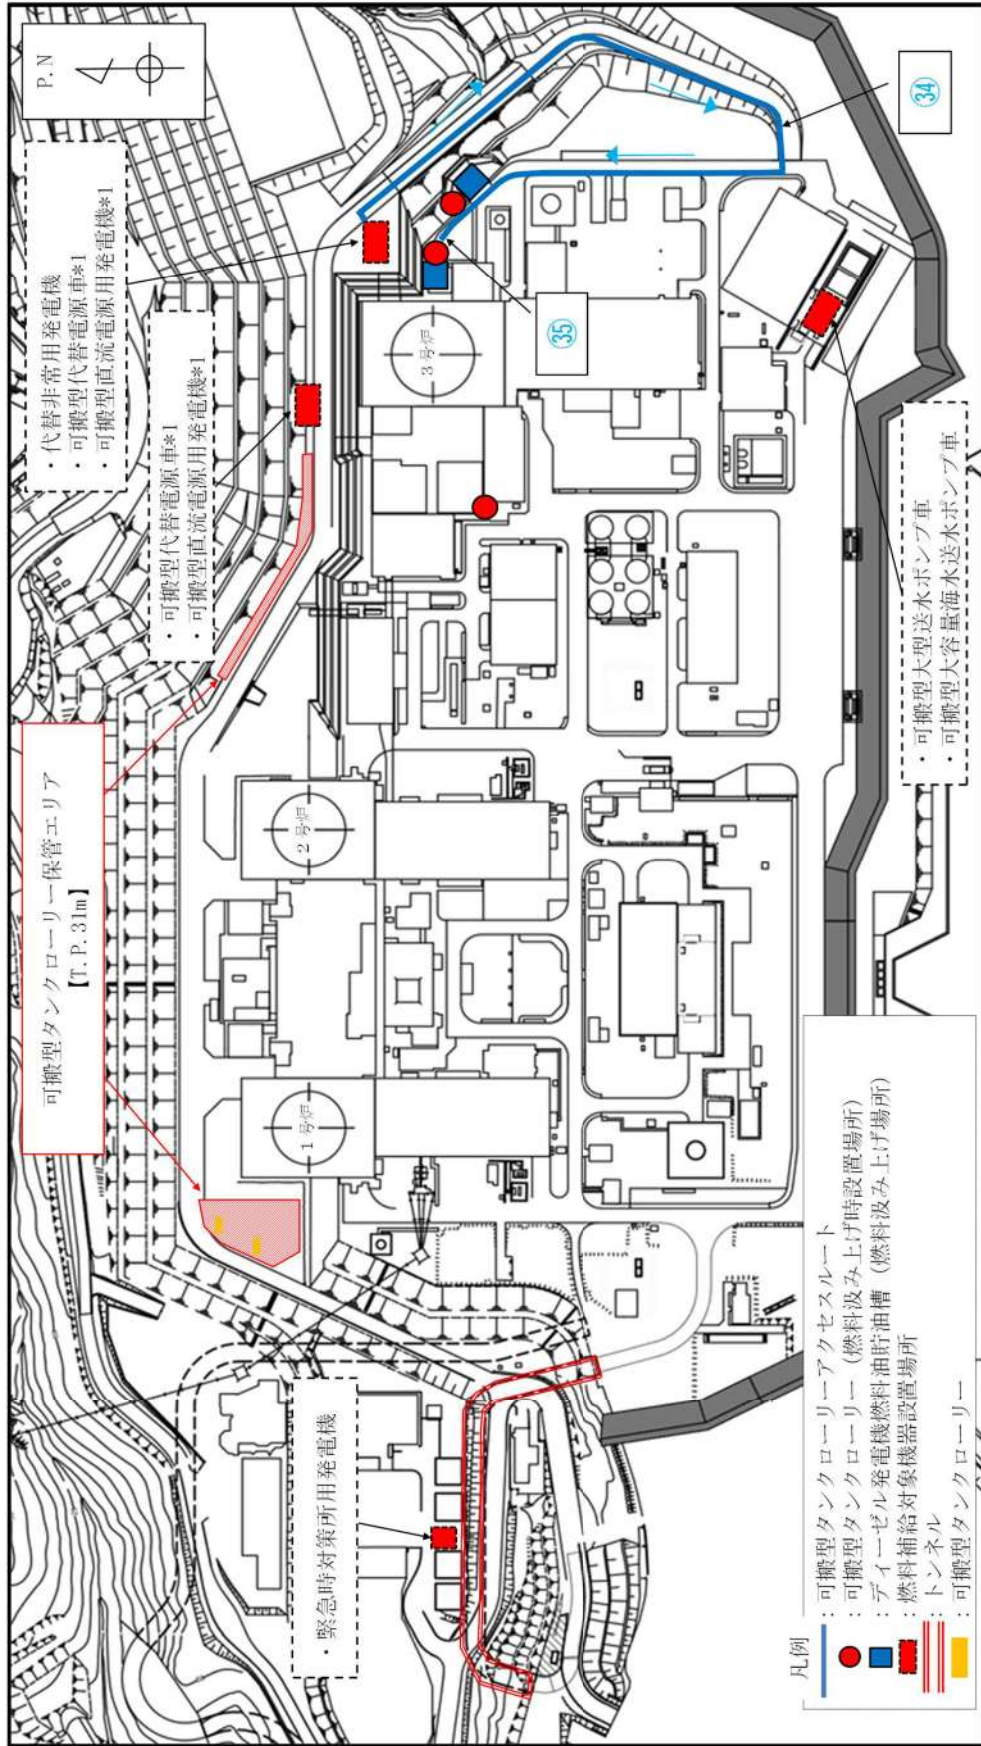 P.N
・代替非常用発電機
・可搬型代替電源車*1
・可搬型直流電源用発電機*1
・可搬型代替電源車*1
・可搬型直流電源用発電機*1
可搬型タンクローリー保管エリア
【T.P.31m】
・緊急時対策所用発電機
㉞
㉟
3号炉
2号炉
1号炉
・可搬型大型送水ポンプ車
・可搬型大容量海水送水ポンプ車
凡例
：可搬型タンクローリーアクセスルート
：可搬型タンクローリー（燃料汲み上げ時設置場所）
：ディーゼル発電機燃料油貯油槽（燃料汲み上げ場所）
：燃料補給対象機器設置場所
：トンネル
：可搬型タンクローリー